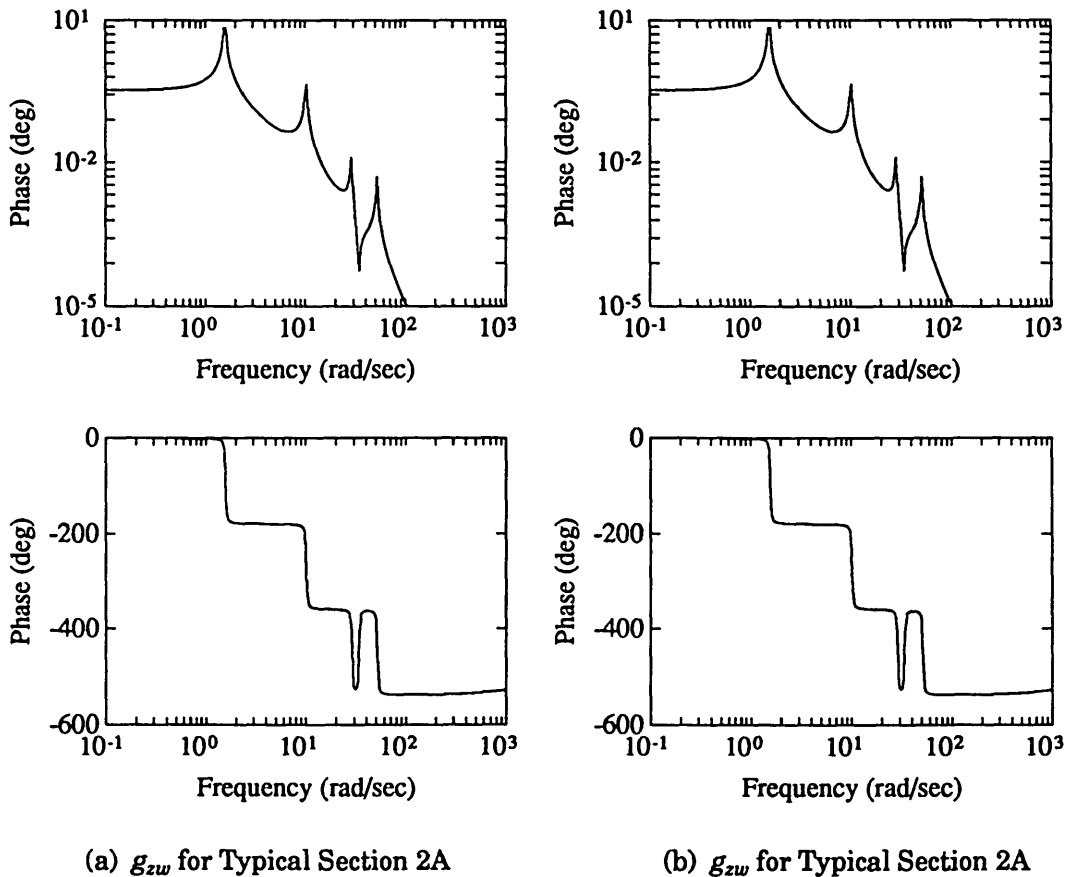 10¹ 10¹
Phase (deg) Phase (deg)
10⁻² 10⁻²
10⁻⁵ 10⁻⁵
10⁻¹ 10⁰ 10¹ 10² 10³ 10⁻¹ 10⁰ 10¹ 10² 10³
Frequency (rad/sec) Frequency (rad/sec)
0 0
-200 -200
Phase (deg) Phase (deg)
-400 -400
-600 -600
10⁻¹ 10⁰ 10¹ 10² 10³ 10⁻¹ 10⁰ 10¹ 10² 10³
Frequency (rad/sec) Frequency (rad/sec)
(a) g_zw for Typical Section 2A (b) g_zw for Typical Section 2A